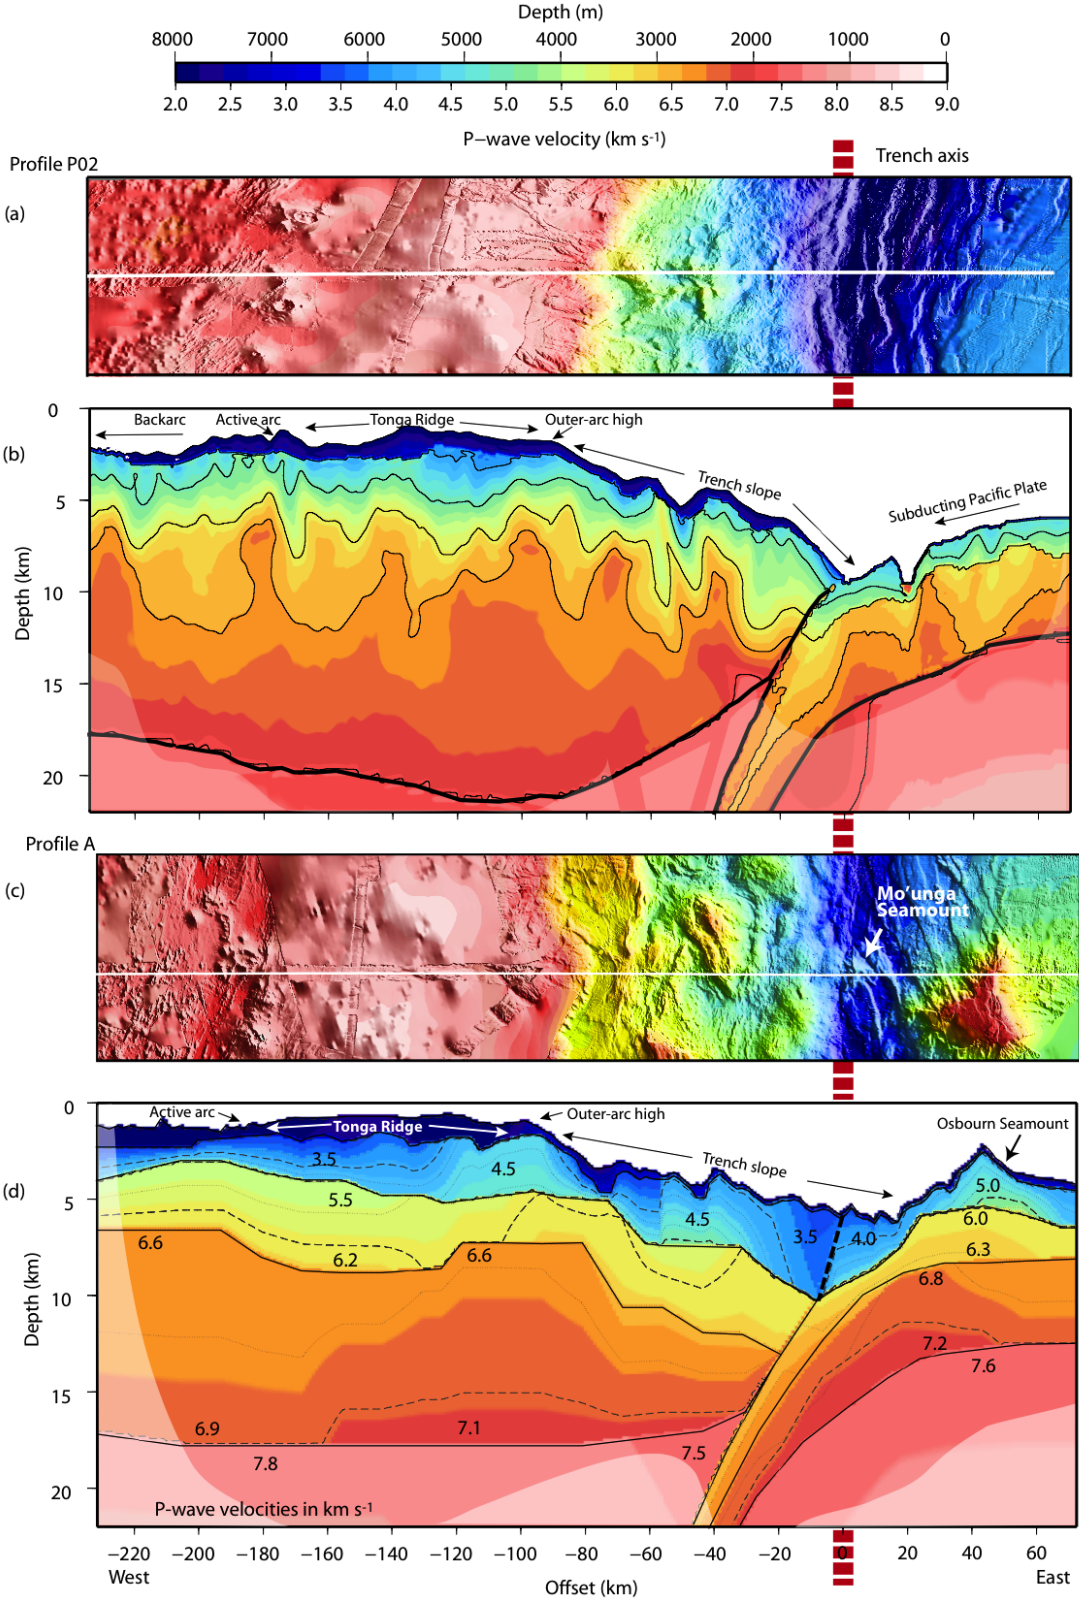 Depth (m)
8000 7000 6000 5000 4000 3000 2000 1000 0
2.0 2.5 3.0 3.5 4.0 4.5 5.0 5.5 6.0 6.5 7.0 7.5 8.0 8.5 9.0
P−wave velocity (km s-1)
Profile P02
Trench axis
(a)
0
Backarc Active arc Tonga Ridge Outer-arc high
(b)
Trench slope
Subducting Pacific Plate
5
10
Depth (km)
15
20
Profile A
(c)
Mo'unga
Seamount
0
Active arc Outer-arc high
Tonga Ridge
Osbourn Seamount
3.5 4.5 Trench slope
(d)
5
5.5 4.5 3.5 4.0 5.0
6.0
6.6 6.2 6.6 6.3
6.8
10
Depth (km)
7.2
7.6
15
6.9 7.1
7.8 7.5
20
P-wave velocities in km s-1
−220 −200 −180 −160 −140 −120 −100 −80 −60 −40 −20 0 20 40 60
West East
Offset (km)